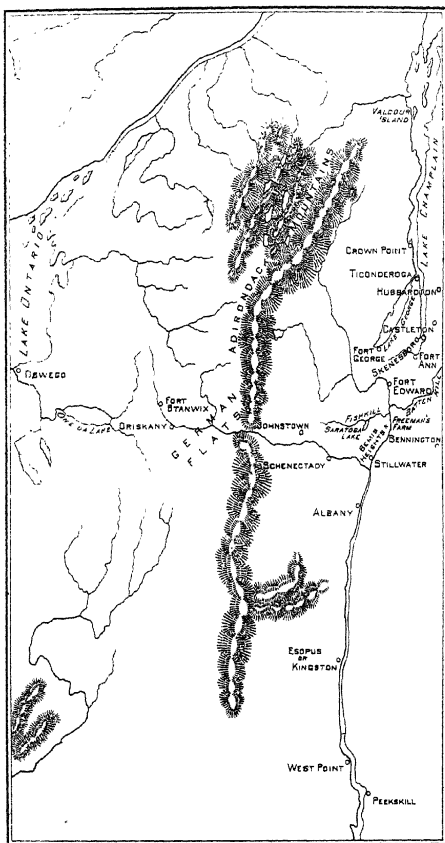 VALCOUR
ISLAND
LAKE CHAMPLAIN
ADIRONDAC MOUNTAINS
CROWN POINT
TICONDEROGA
HUBBARDTON
LAKE ONTARIO
LAKE GEORGE
CASTLETON
FORT
GEORGE
SKENESBORO
FORT
ANN
OSWEGO
FORT
EDWARD
FORT
STANWIX
BATTEN KILL
ONEIDA LAKE
ORISKANY
GERMAN
FLATS
JOHNSTOWN
FISHKILL
SARATOGA
LAKE
FREEMAN'S
FARM
BEMIS
HEIGHTS
BENNINGTON
SCHENECTADY
STILLWATER
ALBANY
ESOPUS
OR
KINGSTON
WEST POINT
PEEKSKILL